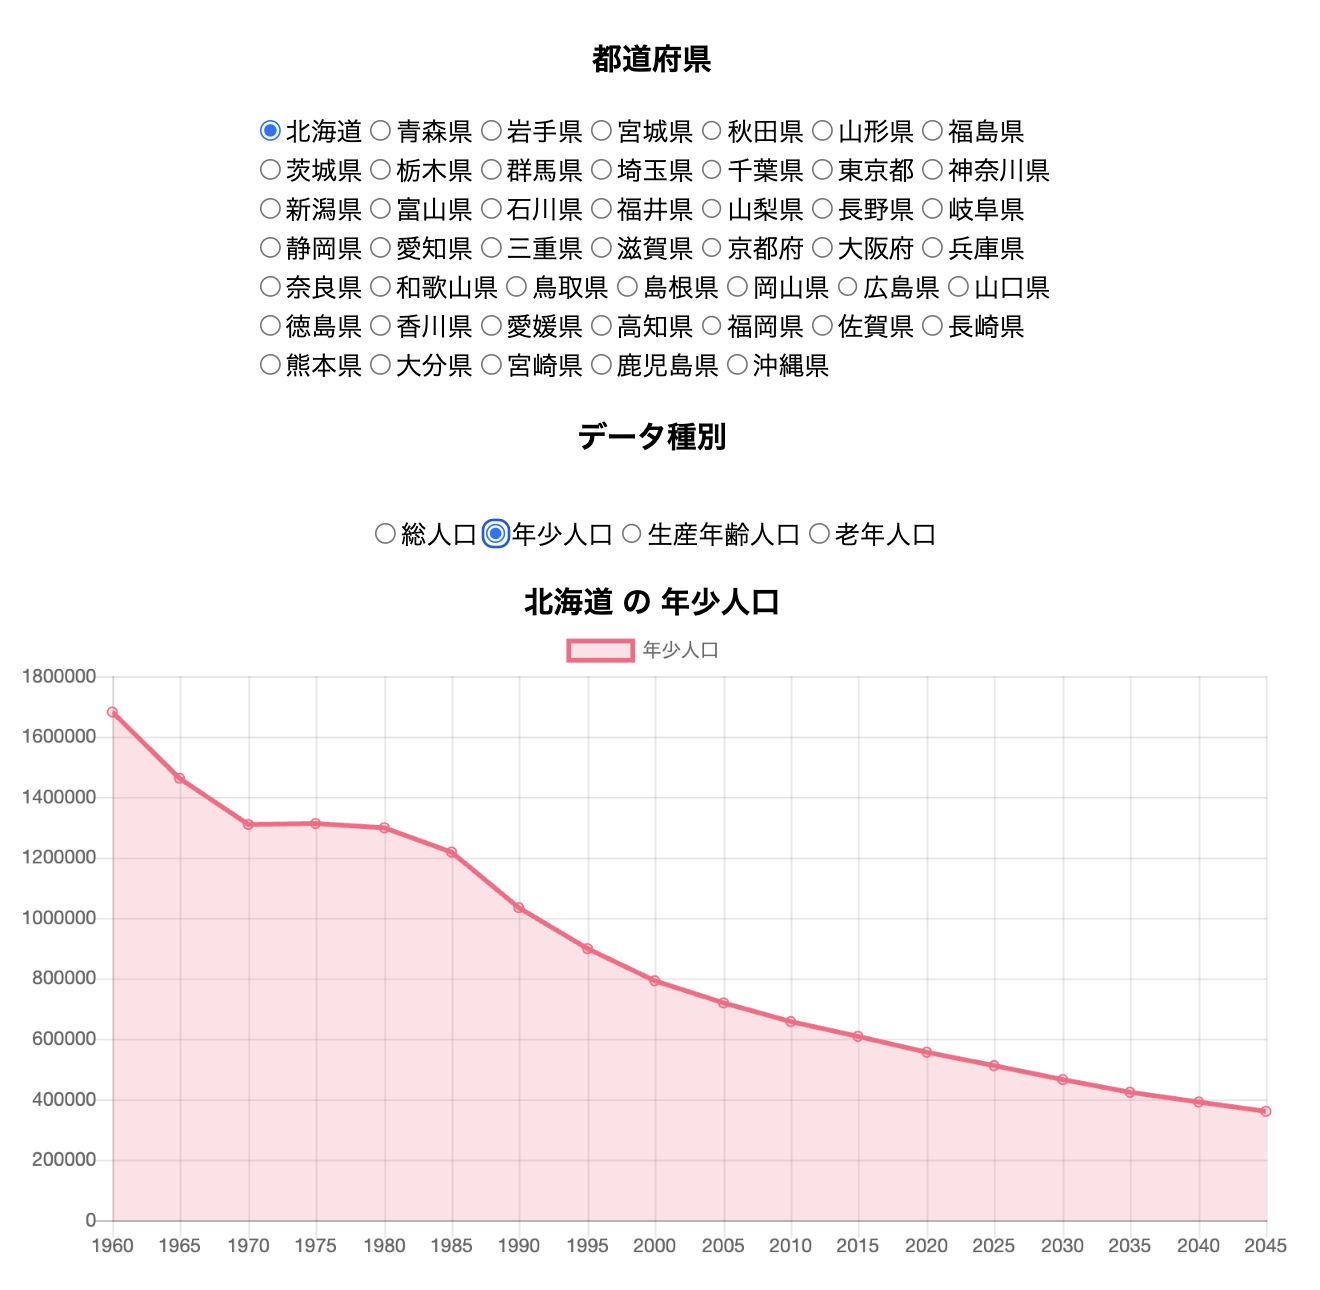 都道府県
北海道 青森県 岩手県 宮城県 秋田県 山形県 福島県
茨城県 栃木県 群馬県 埼玉県 千葉県 東京都 神奈川県
新潟県 富山県 石川県 福井県 山梨県 長野県 岐阜県
静岡県 愛知県 三重県 滋賀県 京都府 大阪府 兵庫県
奈良県 和歌山県 鳥取県 島根県 岡山県 広島県 山口県
徳島県 香川県 愛媛県 高知県 福岡県 佐賀県 長崎県
熊本県 大分県 宮崎県 鹿児島県 沖縄県
データ種別
総人口 年少人口 生産年齢人口 老年人口
北海道 の 年少人口
年少人口
1800000
1600000
1400000
1200000
1000000
800000
600000
400000
200000
0
1960 1965 1970 1975 1980 1985 1990 1995 2000 2005 2010 2015 2020 2025 2030 2035 2040 2045